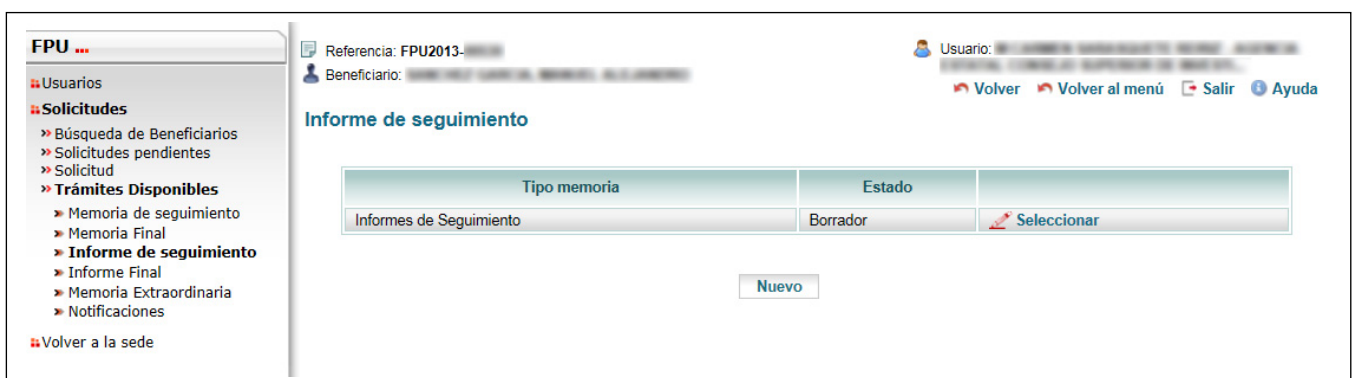 FPU ...
Usuarios
Solicitudes
Búsqueda de Beneficiarios
Solicitudes pendientes
Solicitud
Trámites Disponibles
Memoria de seguimiento
Memoria Final
Informe de seguimiento
Informe Final
Memoria Extraordinaria
Notificaciones
Volver a la sede
Referencia: FPU2013-
Beneficiario:
Usuario:
Volver Volver al menú Salir Ayuda
Informe de seguimiento
Tipo memoria Estado
Informes de Seguimiento Borrador Seleccionar
Nuevo